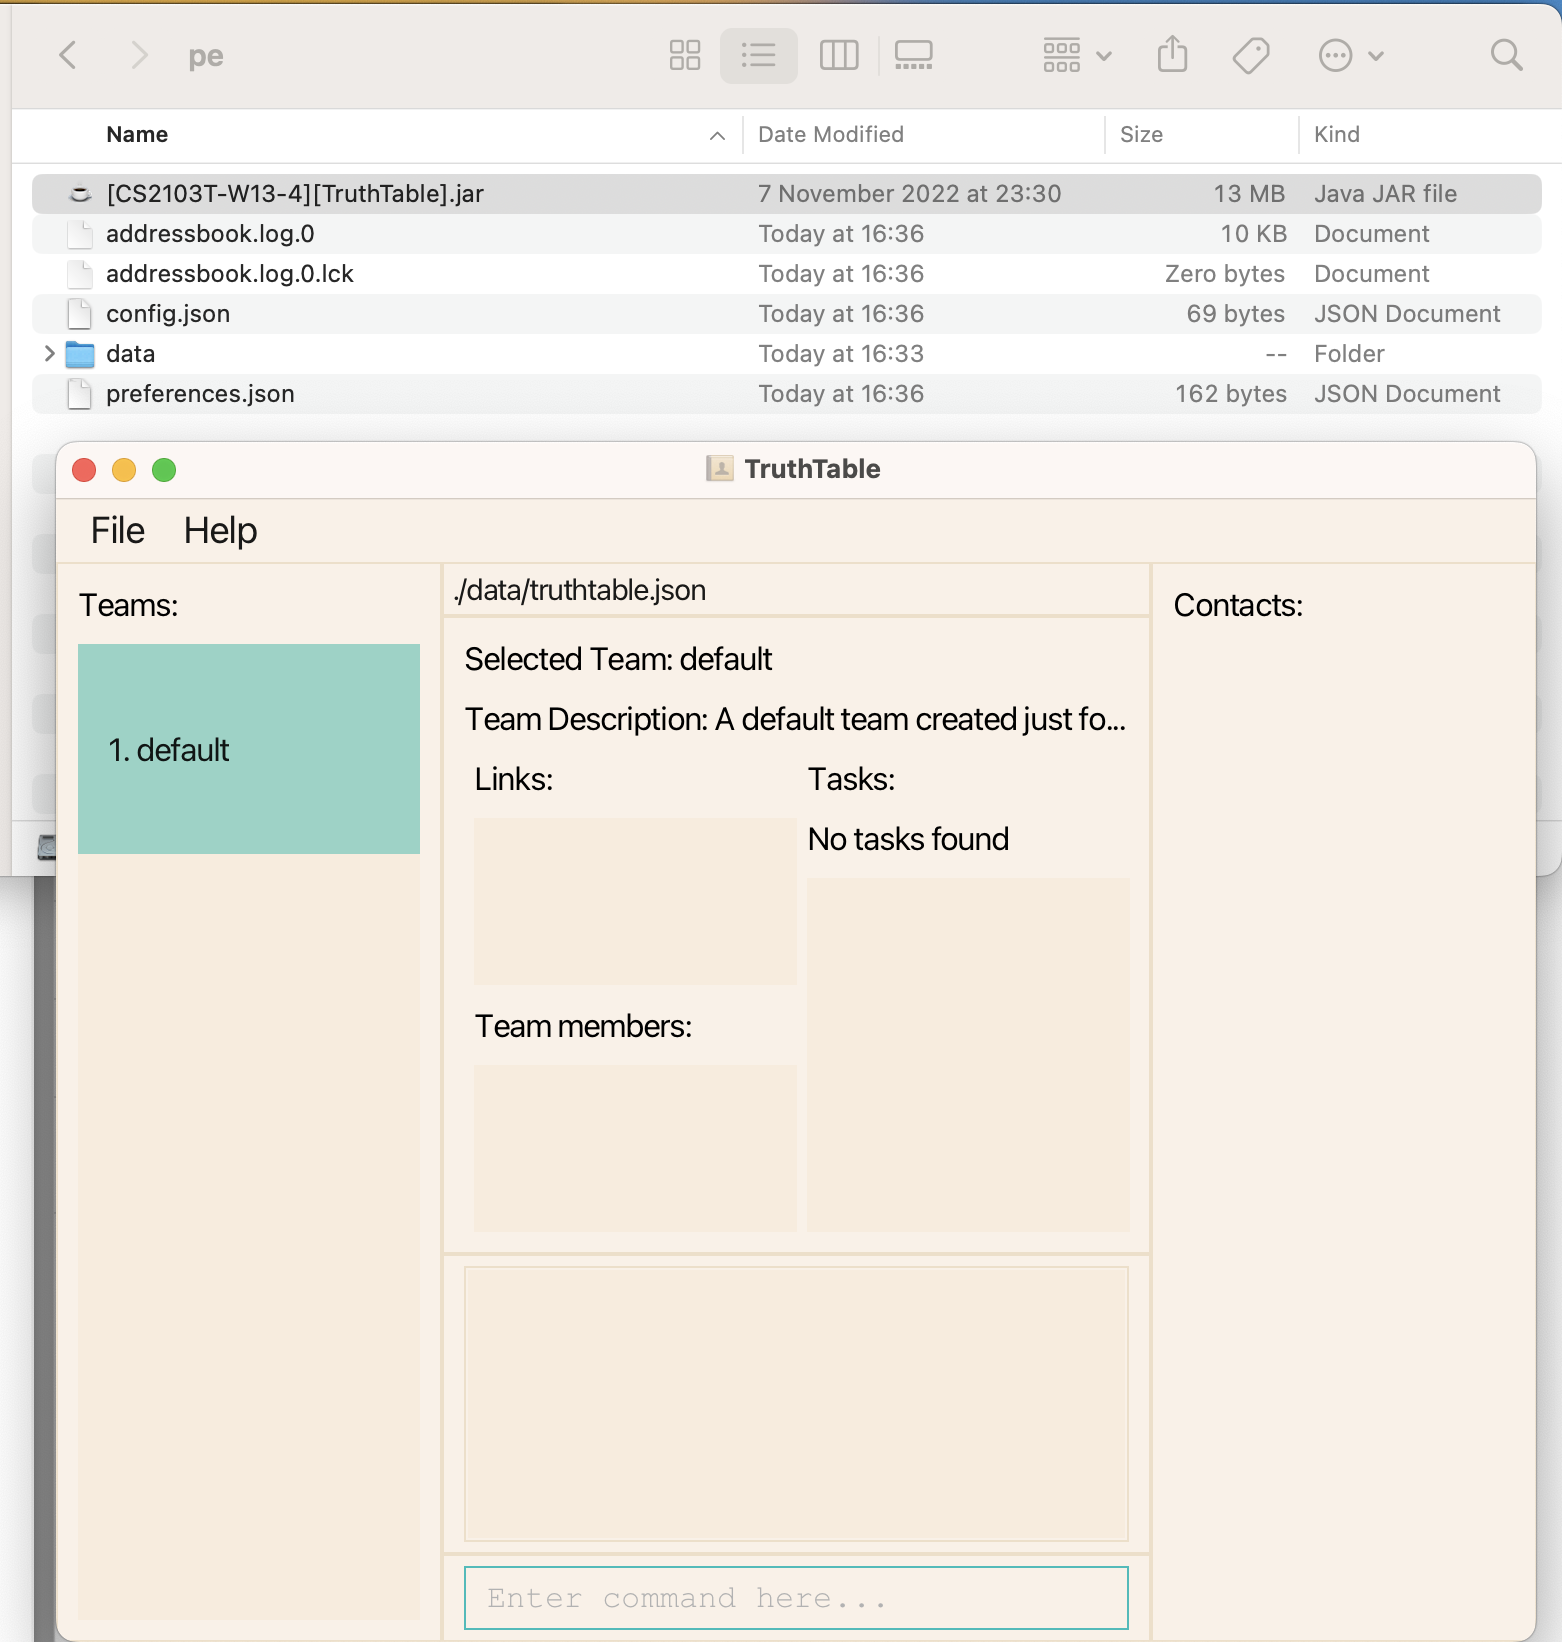 pe
Name Date Modified Size Kind
[CS2103T-W13-4][TruthTable].jar 7 November 2022 at 23:30 13 MB Java JAR file
addressbook.log.0 Today at 16:36 10 KB Document
addressbook.log.0.lck Today at 16:36 Zero bytes Document
config.json Today at 16:36 69 bytes JSON Document
data Today at 16:33 -- Folder
preferences.json Today at 16:36 162 bytes JSON Document
TruthTable
File Help
Teams:
1. default
./data/truthtable.json
Selected Team: default
Team Description: A default team created just fo...
Links:
Tasks:
No tasks found
Team members:
Enter command here...
Contacts: